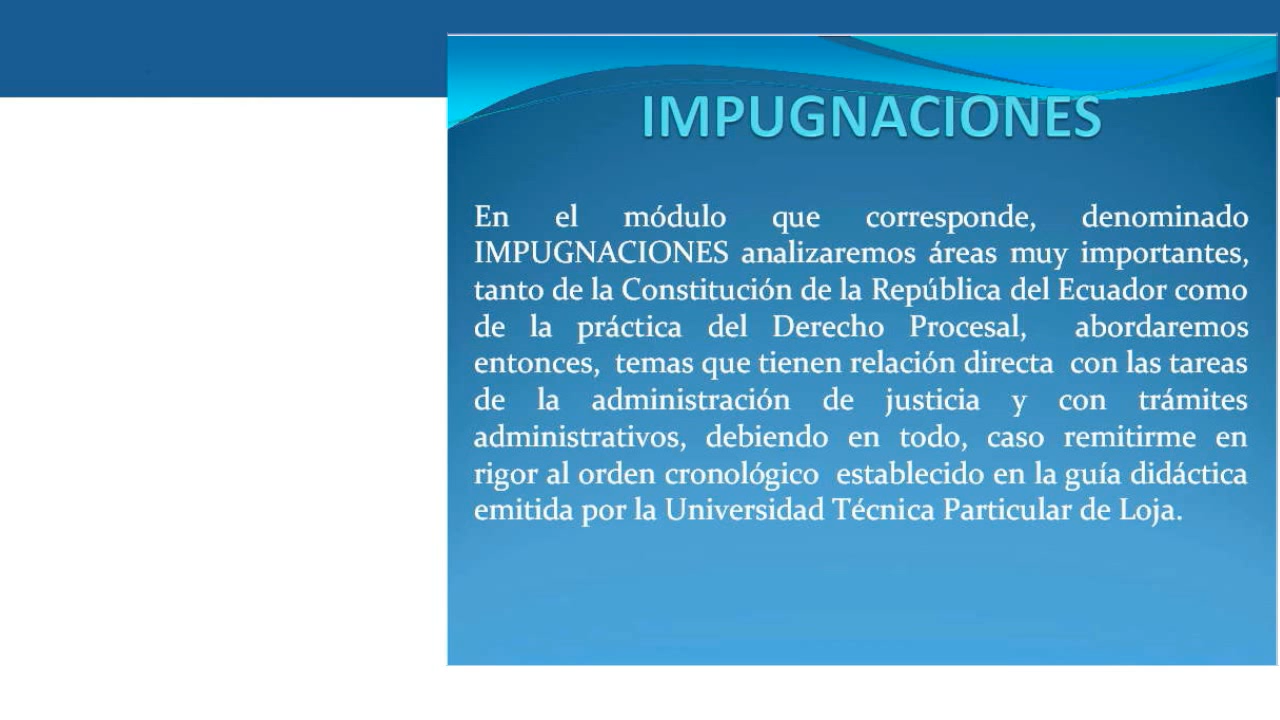 IMPUGNACIONES
En el módulo que corresponde, denominado
IMPUGNACIONES analizaremos áreas muy importantes,
tanto de la Constitución de la República del Ecuador como
de la práctica del Derecho Procesal, abordaremos
entonces, temas que tienen relación directa con las tareas
de la administración de justicia y con trámites
administrativos, debiendo en todo, caso remitirme en
rigor al orden cronológico establecido en la guía didáctica
emitida por la Universidad Técnica Particular de Loja.